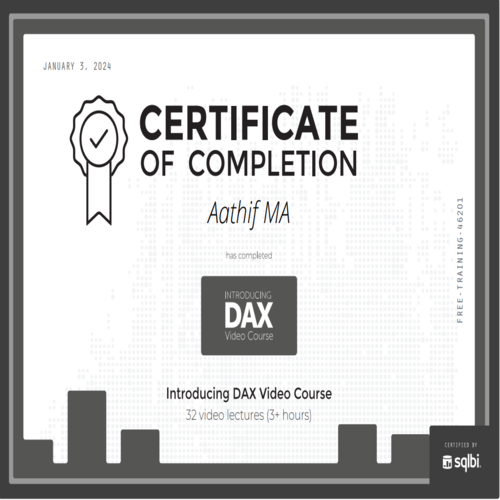 JANUARY 3, 2024
CERTIFICATE
OF COMPLETION
Aathif MA
has completed
INTRODUCING
DAX
Video Course
Introducing DAX Video Course
32 video lectures (3+ hours)
FREE-TRAINING-46201
CERTIFIED BY
sqlbi